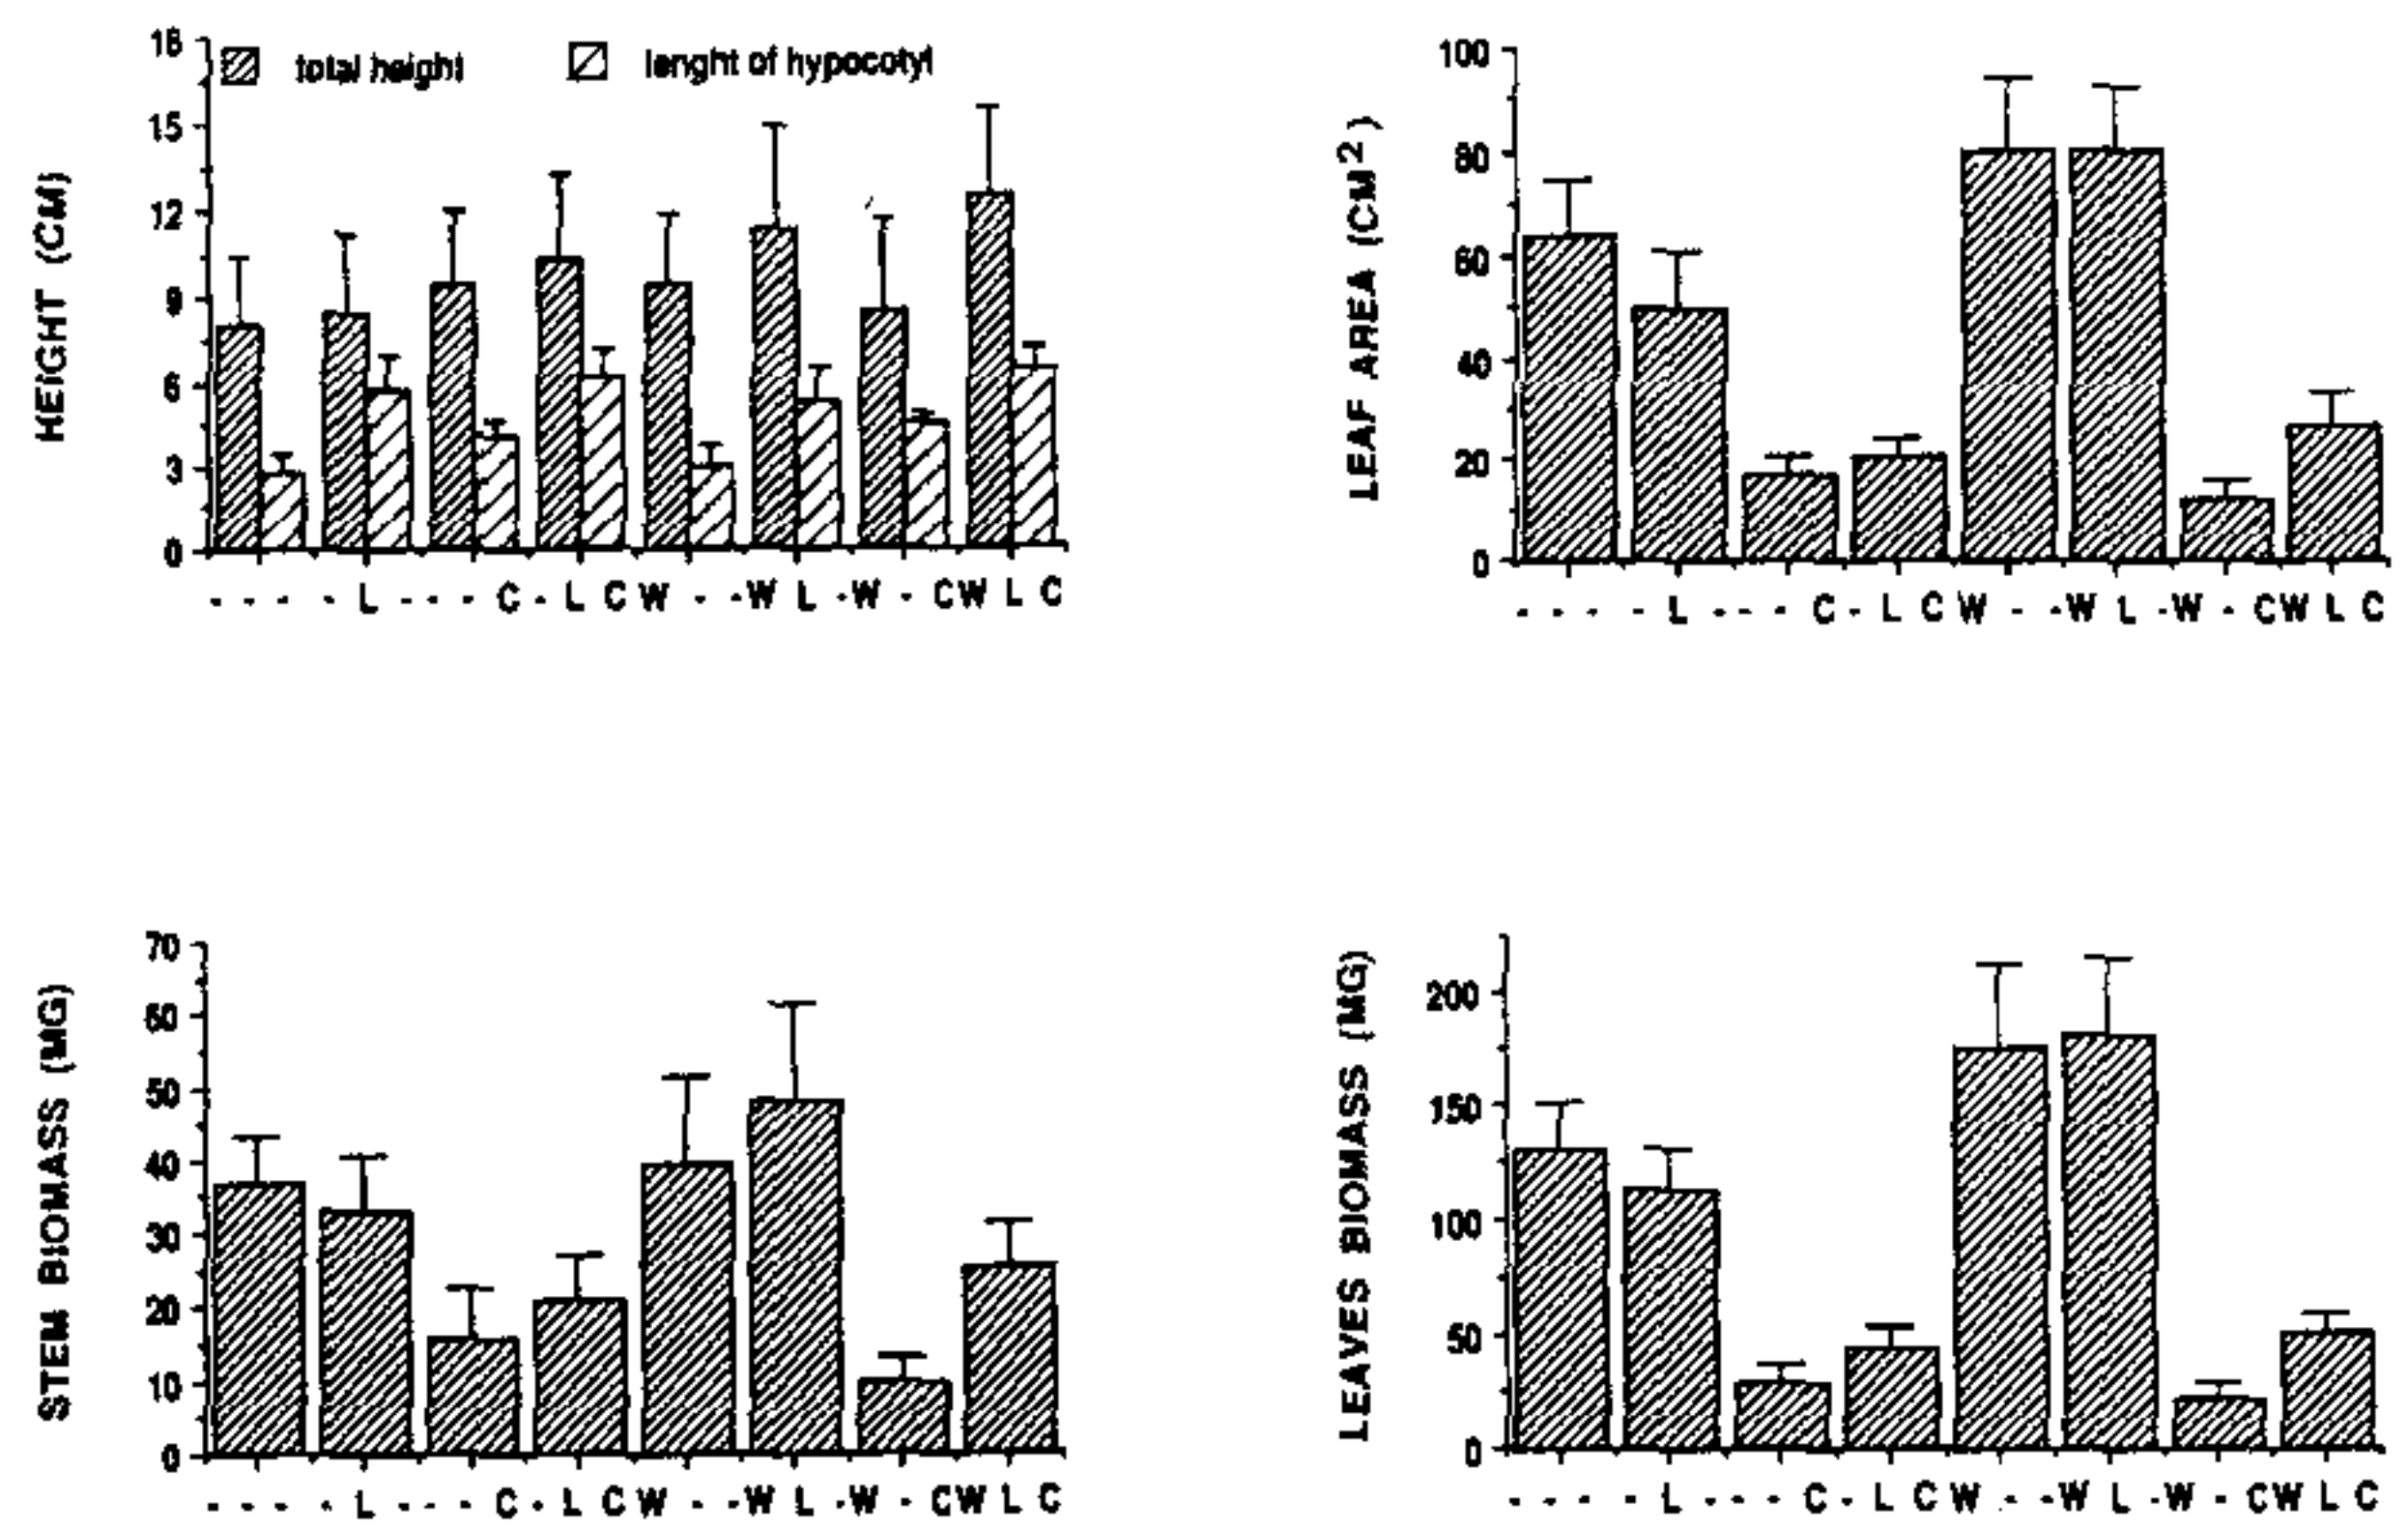 HEIGHT (CM)
18
15
12
9
6
3
0
total height
lenght of hypocotyl
- - - - L - - - C - L C W - - W L - W - C W L C
LEAF AREA (CM2)
100
80
60
40
20
0
- - - - L - - - C - L C W - - W L - W - C W L C
STEM BIOMASS (MG)
70
60
50
40
30
20
10
0
- - - - L - - - C - L C W - - W L - W - C W L C
LEAVES BIOMASS (MG)
200
150
100
50
0
- - - - L - - - C - L C W - - W L - W - C W L C